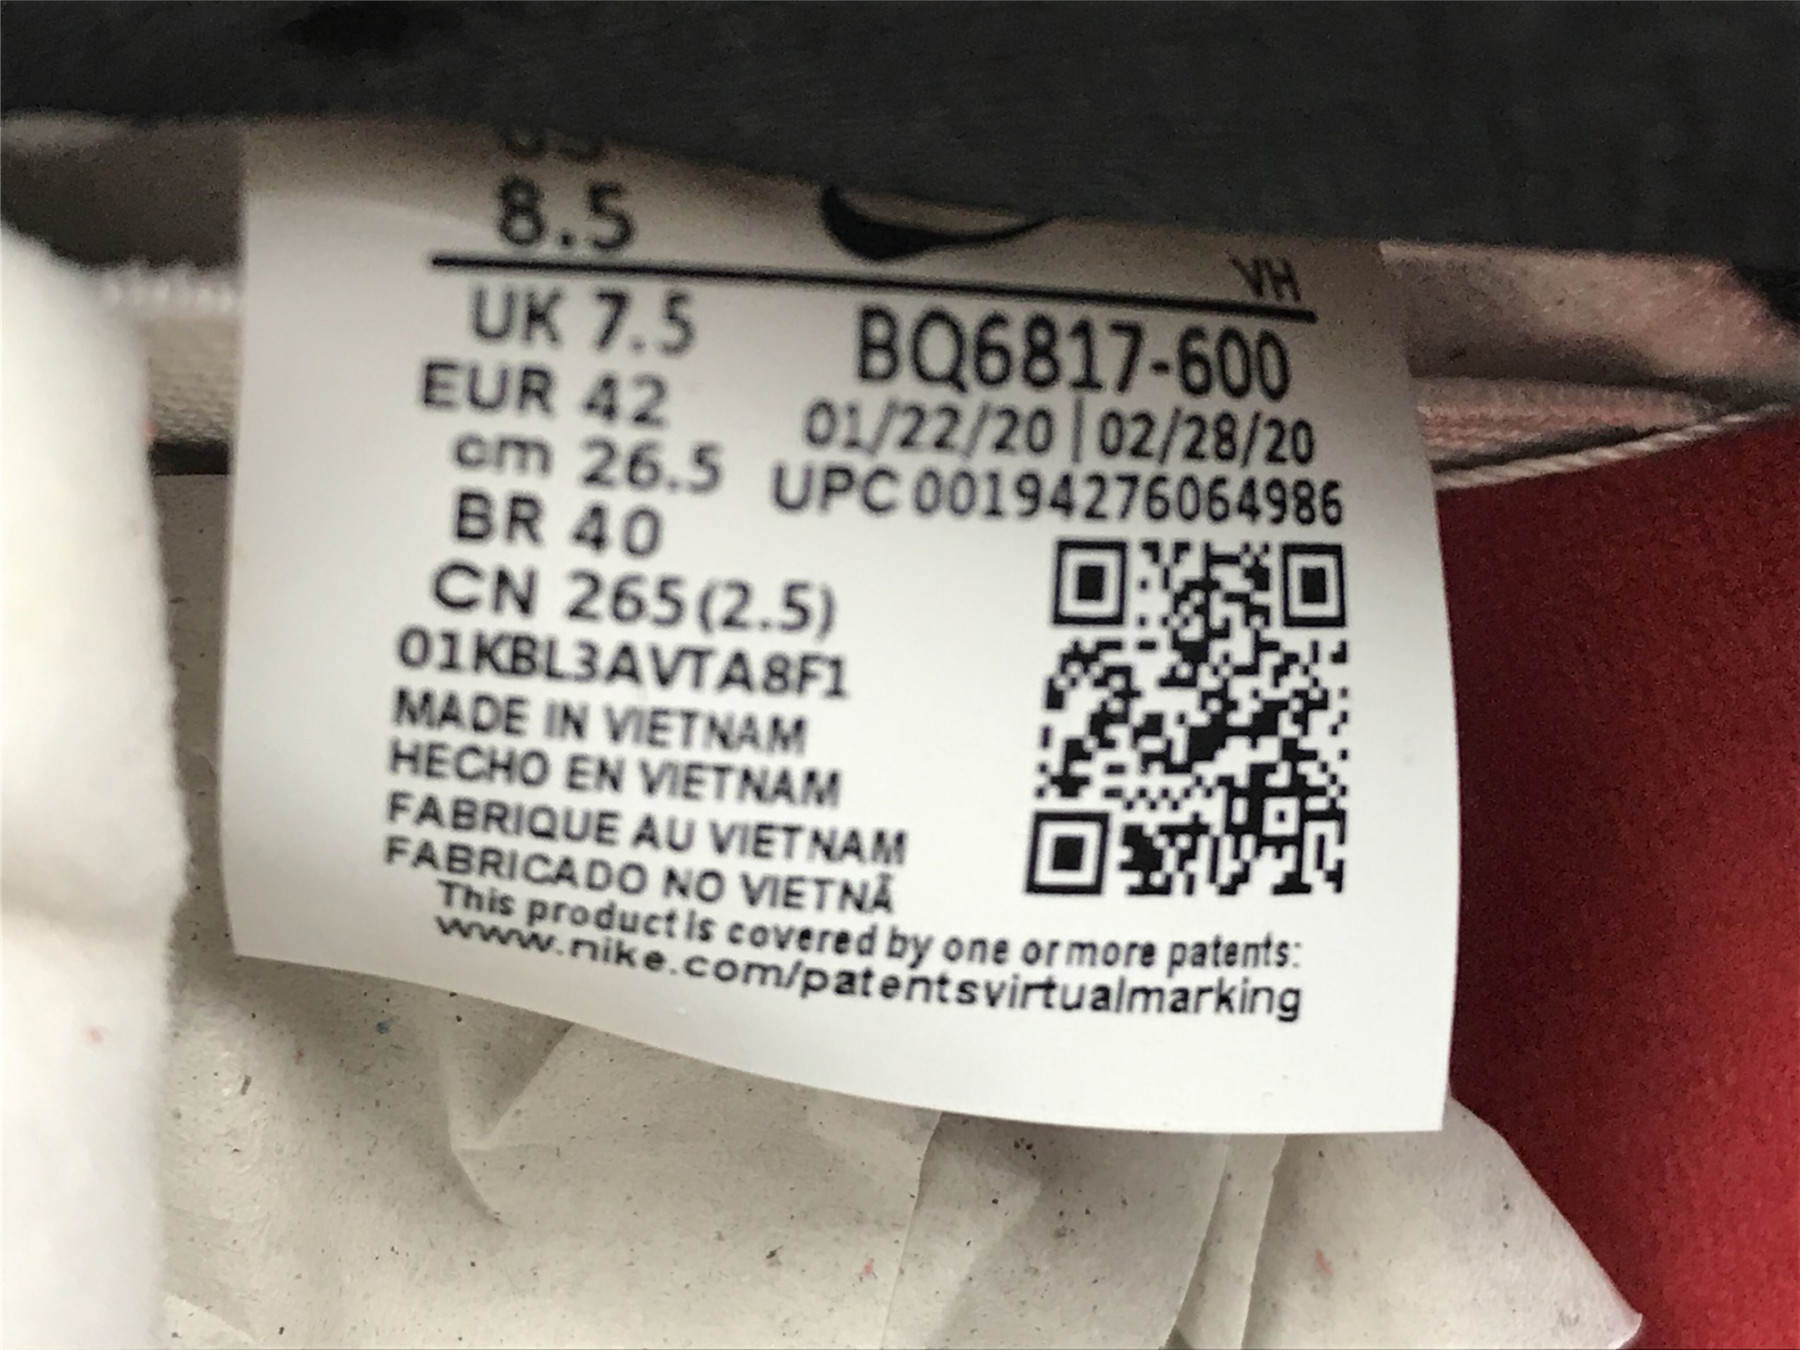 US
8.5
VH
UK 7.5
EUR 42
cm 26.5
BR 40
CN 265(2.5)
01KBL3AVTA8F1
MADE IN VIETNAM
HECHO EN VIETNAM
FABRIQUE AU VIETNAM
FABRICADO NO VIETNÃ
BQ6817-600
01/22/20 | 02/28/20
UPC 00194276064986
This product is covered by one or more patents:
www.nike.com/patentsvirtualmarking